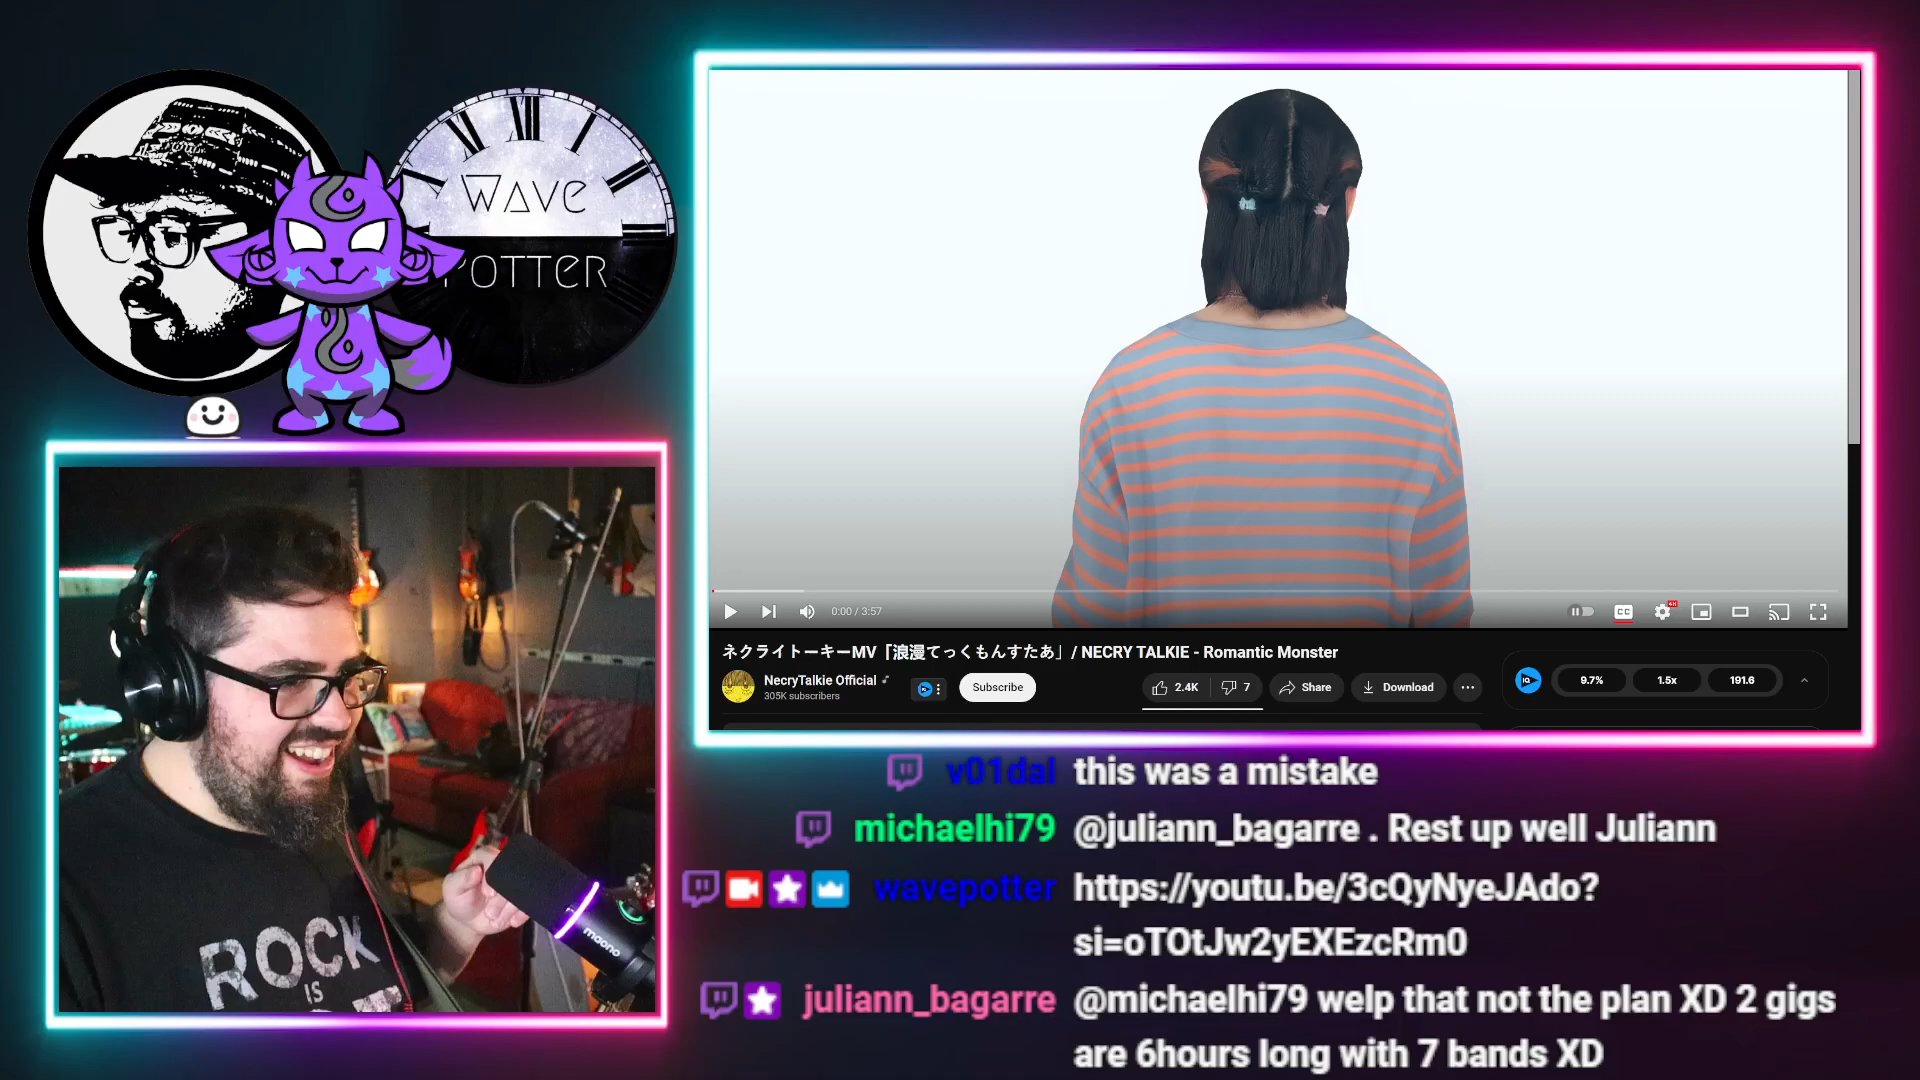 WAVE
POTTER
ROCK
IS
maono
0:00 / 3:57
ネクライトーキーMV「浪漫てっくもんすたあ」/ NECRY TALKIE - Romantic Monster
NecryTalkie Official
305K subscribers
Subscribe
2.4K
7
Share
Download
9.7%
1.5x
191.6
v01dal this was a mistake
michaelhi79 @juliann_bagarre . Rest up well Juliann
wavepotter https://youtu.be/3cQyNyeJAdo?
si=oTOtJw2yEXEzcRm0
juliann_bagarre @michaelhi79 welp that not the plan XD 2 gigs
are 6hours long with 7 bands XD